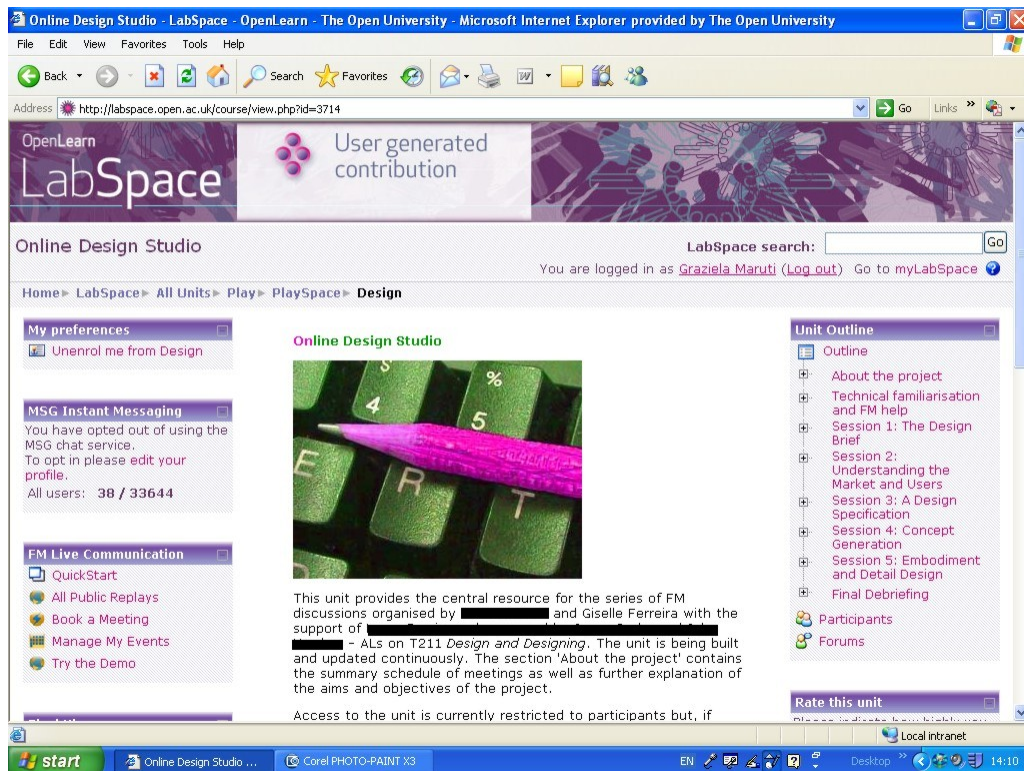 Online Design Studio - LabSpace - OpenLearn - The Open University - Microsoft Internet Explorer provided by The Open University
File Edit View Favorites Tools Help
Back Search Favorites
Address http://labspace.open.ac.uk/course/view.php?id=3714 Go Links »
OpenLearn
LabSpace
User generated
contribution
Online Design Studio
LabSpace search: Go
You are logged in as Graziela Maruti (Log out) Go to myLabSpace
Home► LabSpace► All Units► Play► PlaySpace► Design
My preferences
Unenrol me from Design
MSG Instant Messaging
You have opted out of using the
MSG chat service.
To opt in please edit your
profile.
All users: 38 / 33644
FM Live Communication
QuickStart
All Public Replays
Book a Meeting
Manage My Events
Try the Demo
Online Design Studio
$ %
4 5
E R T
This unit provides the central resource for the series of FM
discussions organised by and Giselle Ferreira with the
support of
– ALs on T211 Design and Designing. The unit is being built
and updated continuously. The section 'About the project' contains
the summary schedule of meetings as well as further explanation of
the aims and objectives of the project.
Access to the unit is currently restricted to participants but, if
Unit Outline
Outline
About the project
Technical familiarisation
and FM help
Session 1: The Design
Brief
Session 2:
Understanding the
Market and Users
Session 3: A Design
Specification
Session 4: Concept
Generation
Session 5: Embodiment
and Detail Design
Final Debriefing
Participants
Forums
Rate this unit
Local intranet
start Online Design Studio ... Corel PHOTO-PAINT X3 EN Desktop » 14:10